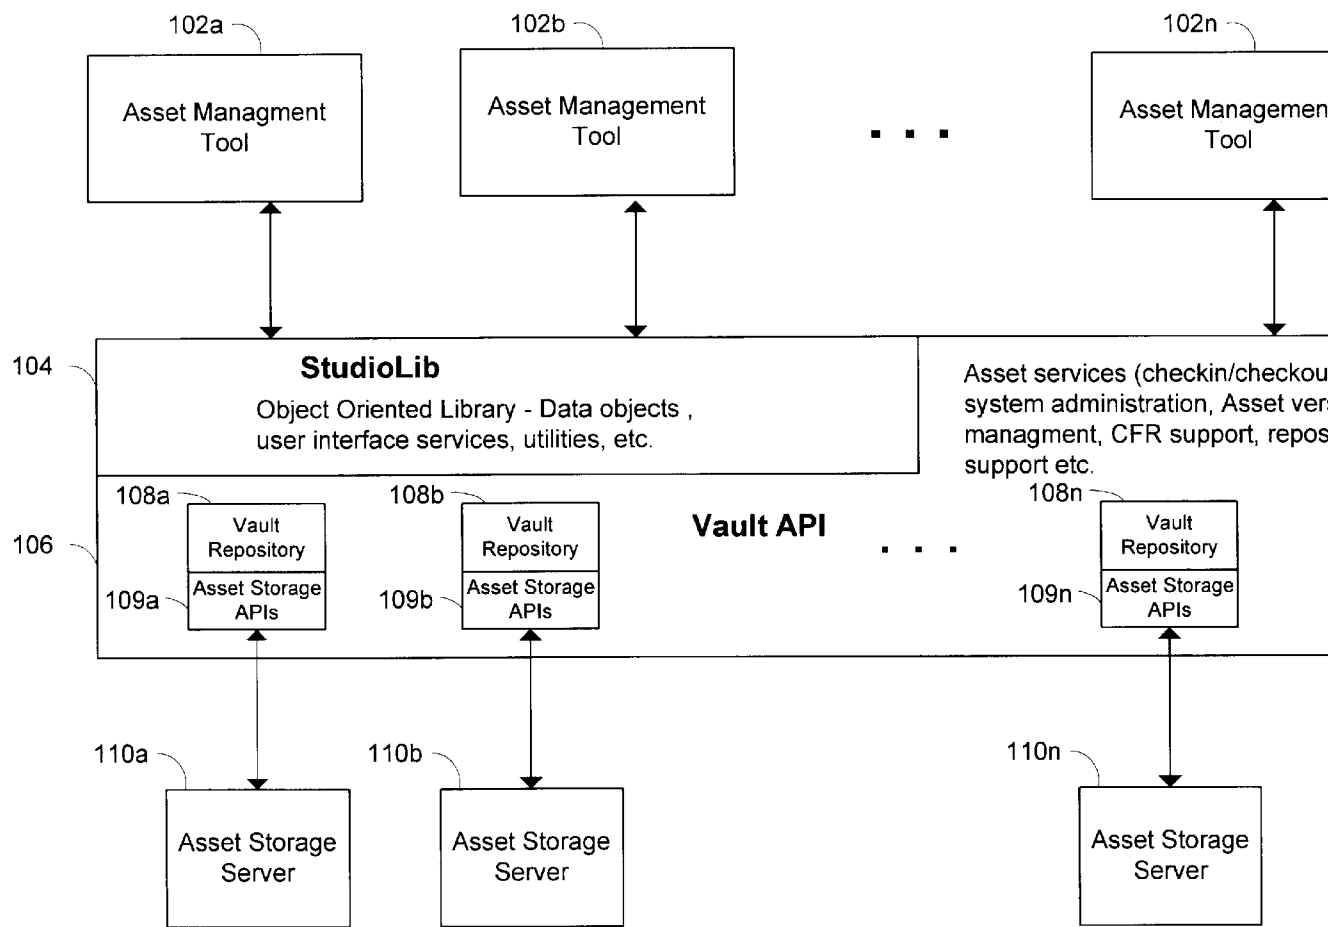 102a
102b
102n
Asset Managment
Tool
Asset Management
Tool
Asset Managemen
Tool
104
StudioLib
Object Oriented Library - Data objects ,
user interface services, utilities, etc.
Asset services (checkin/checkou
system administration, Asset vers
managment, CFR support, repos
support etc.
106
Vault API
108a
Vault
Repository
109a
Asset Storage
APIs
108b
Vault
Repository
109b
Asset Storage
APIs
108n
Vault
Repository
109n
Asset Storage
APIs
110a
Asset Storage
Server
110b
Asset Storage
Server
110n
Asset Storage
Server